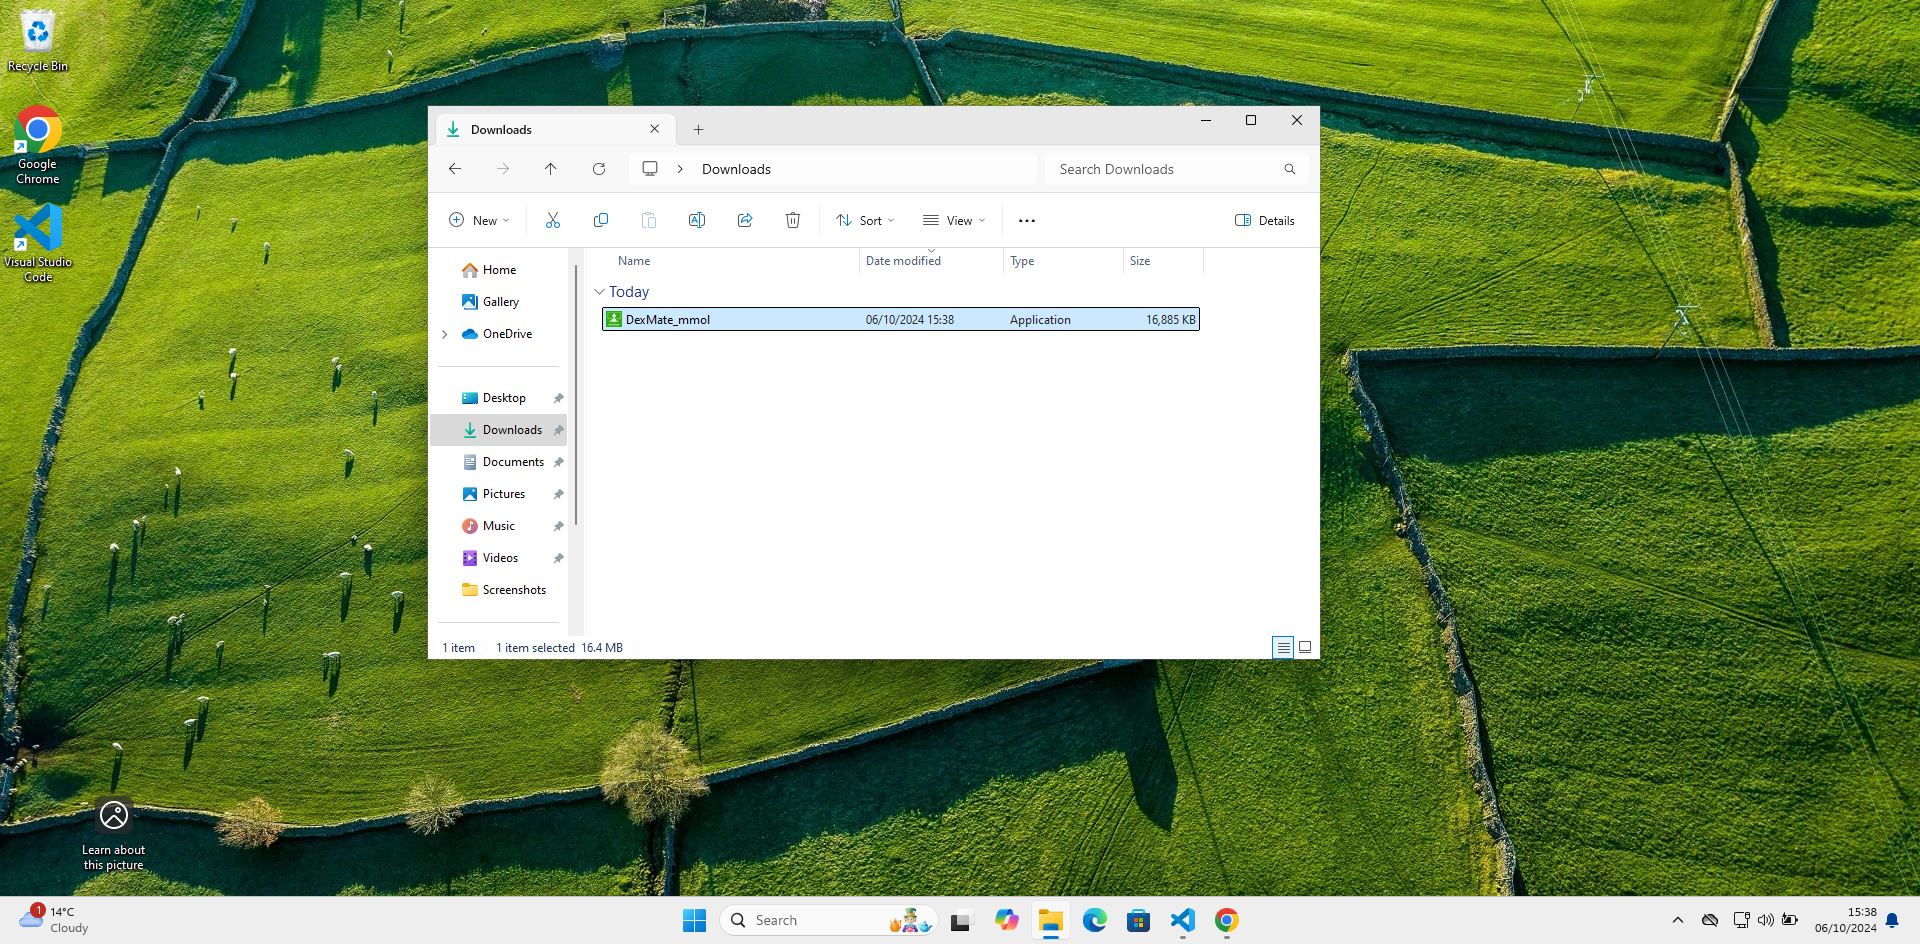 Recycle Bin
Google
Chrome
Visual Studio
Code
Downloads
Downloads
Search Downloads
New
Sort
View
Details
Home
Gallery
OneDrive
Desktop
Downloads
Documents
Pictures
Music
Videos
Screenshots
Name Date modified Type Size
Today
DexMate_mmol 06/10/2024 15:38 Application 16,885 KB
1 item 1 item selected 16.4 MB
Learn about
this picture
1
14°C
Cloudy
Search
15:38
06/10/2024